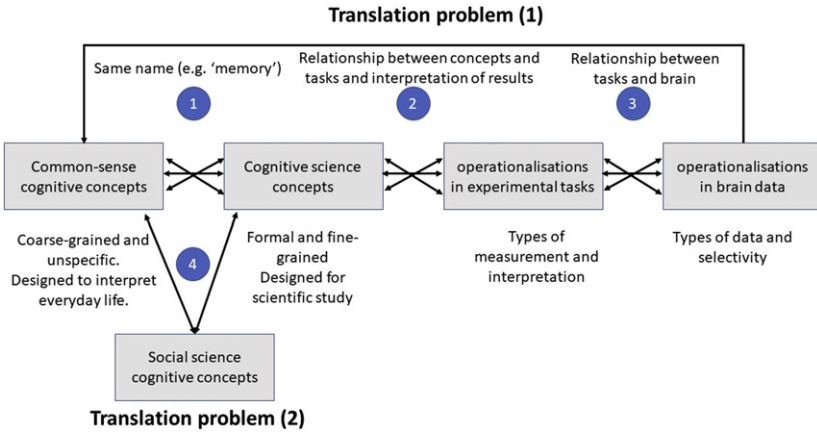 Translation problem (1)
Same name (e.g. ‘memory’)
Relationship between concepts and
tasks and interpretation of results
Relationship between
tasks and brain
1
2
3
Common-sense
cognitive concepts
Cognitive science
concepts
operationalisations
in experimental tasks
operationalisations
in brain data
Coarse-grained and
unspecific.
Designed to interpret
everyday life.
4
Formal and fine-
grained
Designed for
scientific study
Types of
measurement and
interpretation
Types of data and
selectivity
Social science
cognitive concepts
Translation problem (2)